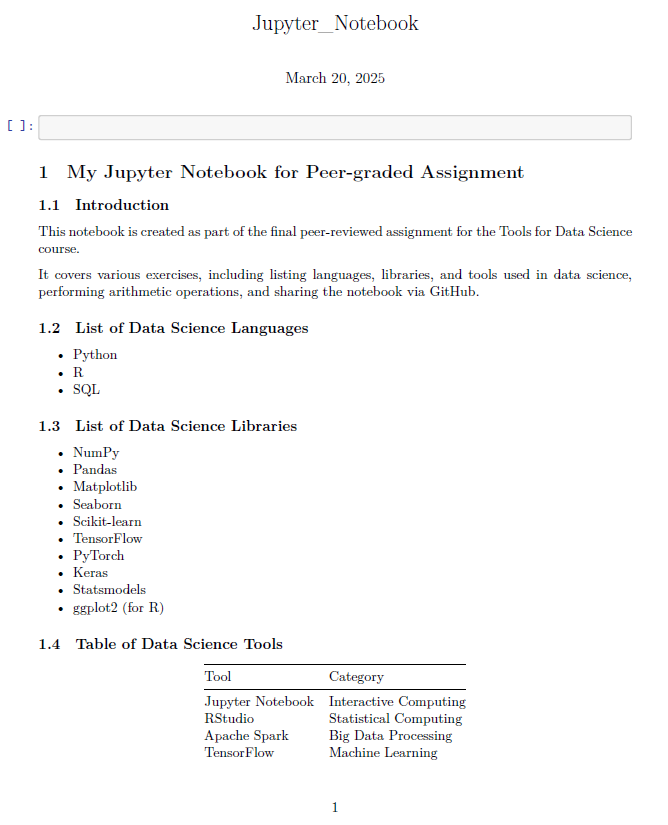 Jupyter_Notebook
March 20, 2025
[ ]:
1 My Jupyter Notebook for Peer-graded Assignment
1.1 Introduction
This notebook is created as part of the final peer-reviewed assignment for the Tools for Data Science
course.
It covers various exercises, including listing languages, libraries, and tools used in data science,
performing arithmetic operations, and sharing the notebook via GitHub.
1.2 List of Data Science Languages
• Python
• R
• SQL
1.3 List of Data Science Libraries
• NumPy
• Pandas
• Matplotlib
• Seaborn
• Scikit-learn
• TensorFlow
• PyTorch
• Keras
• Statsmodels
• ggplot2 (for R)
1.4 Table of Data Science Tools
Tool Category
Jupyter Notebook Interactive Computing
RStudio Statistical Computing
Apache Spark Big Data Processing
TensorFlow Machine Learning
1